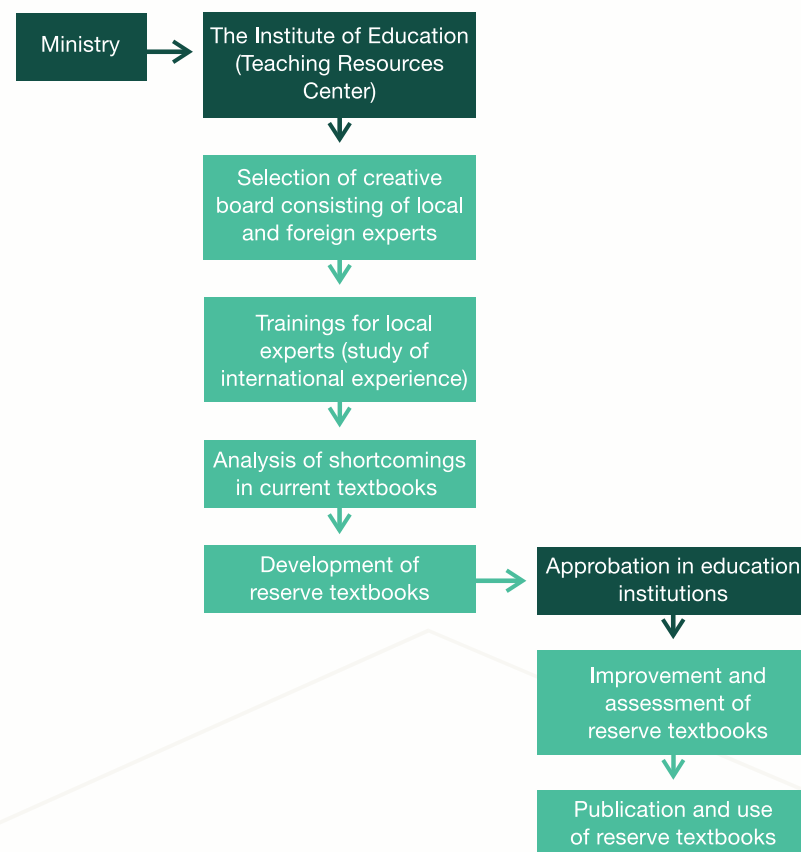 Ministry
The Institute of Education
(Teaching Resources
Center)
Selection of creative
board consisting of local
and foreign experts
Trainings for local
experts (study of
international experience)
Analysis of shortcomings
in current textbooks
Development of
reserve textbooks
Approbation in education
institutions
Improvement and
assessment of
reserve textbooks
Publication and use
of reserve textbooks